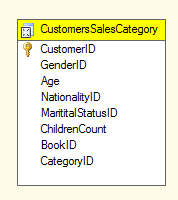 CustomersSalesCategory
CustomerID
GenderID
Age
NationalityID
MarititalStatusID
ChildrenCount
BookID
CategoryID